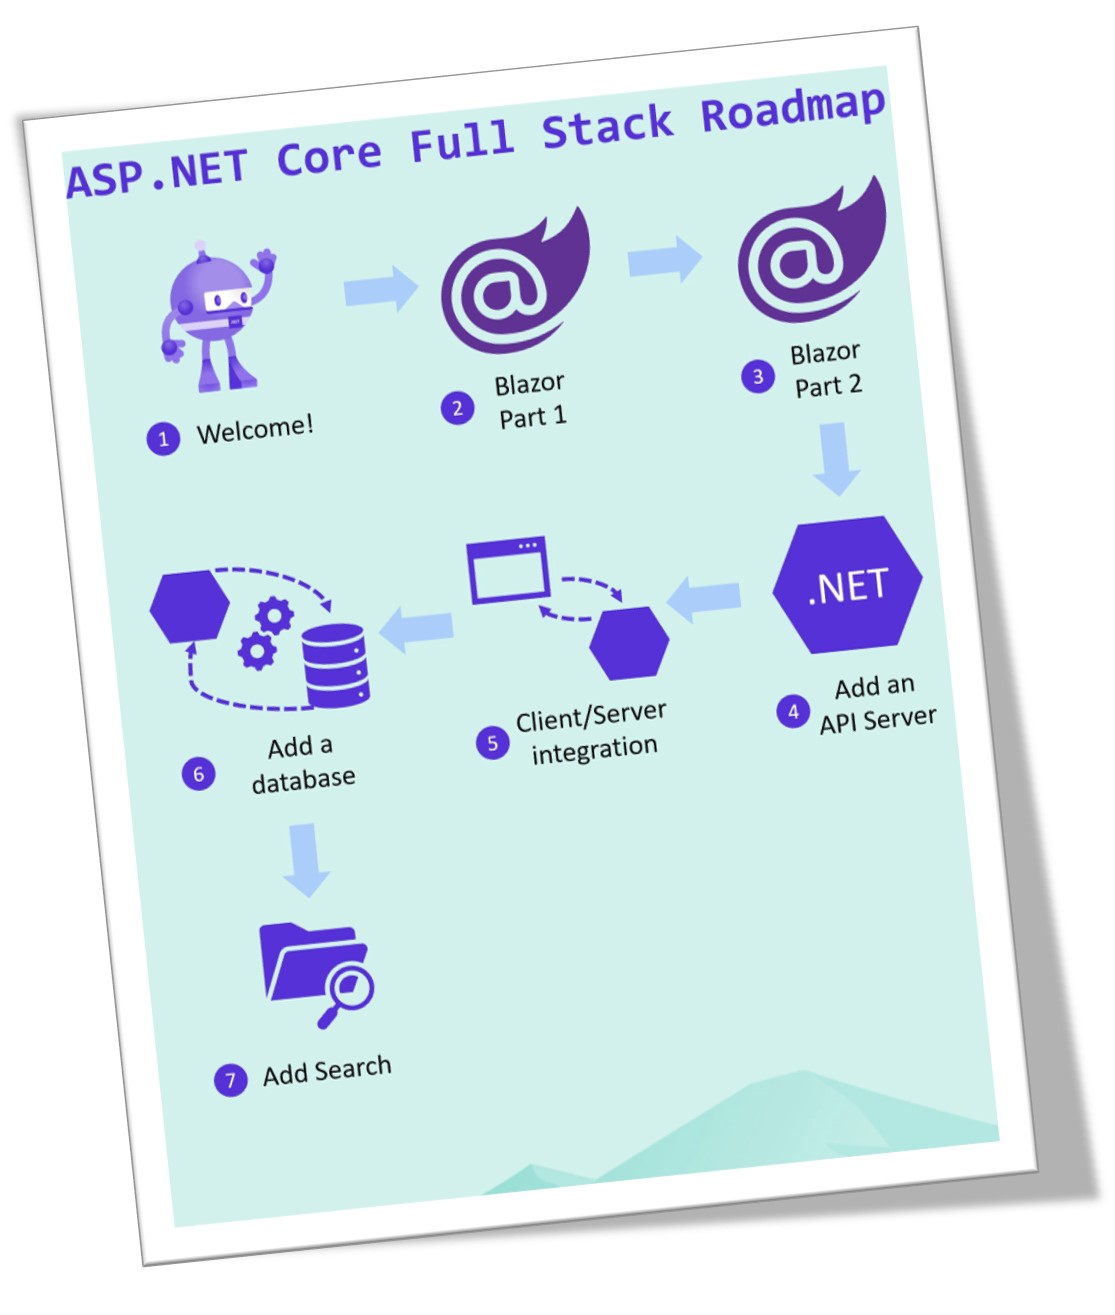 ASP.NET Core Full Stack Roadmap
1 Welcome!
2 Blazor
Part 1
3 Blazor
Part 2
.NET
4 Add an
API Server
5 Client/Server
integration
6 Add a
database
7 Add Search